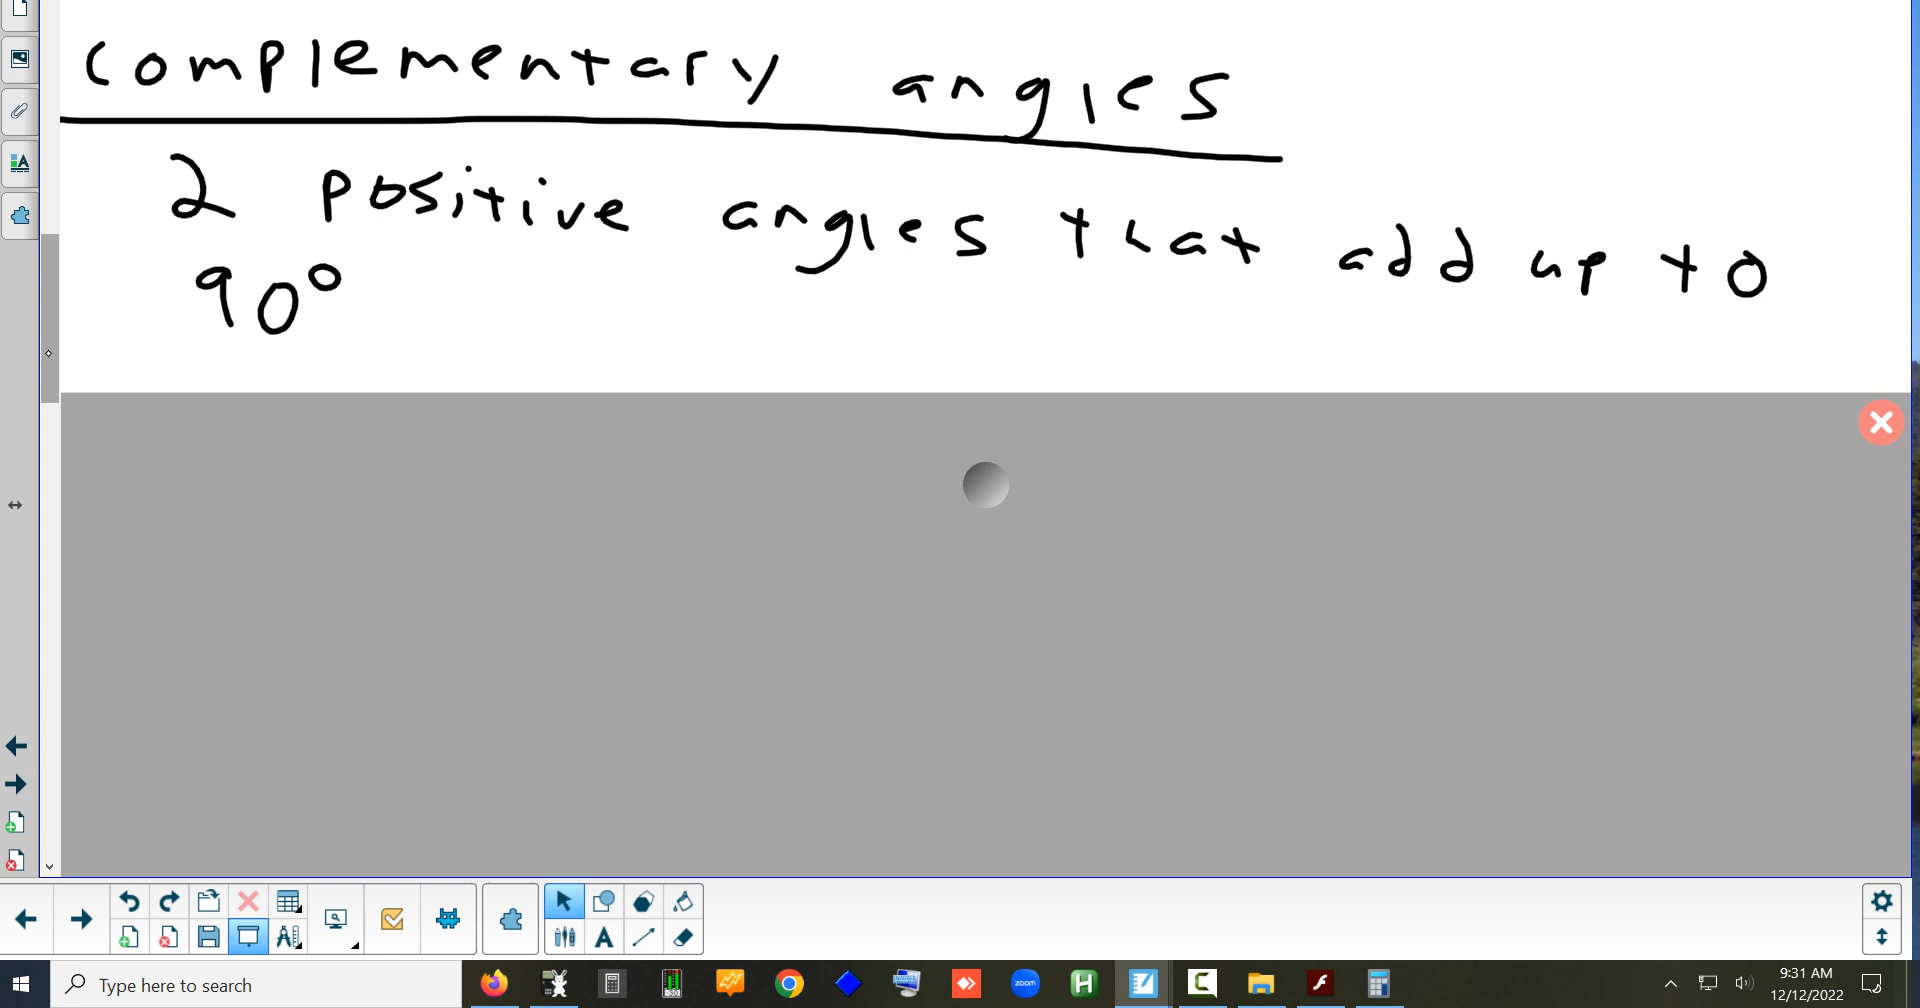 complementary angles
2 positive angles that add up to
90°
Type here to search
zoom
9:31 AM
12/12/2022